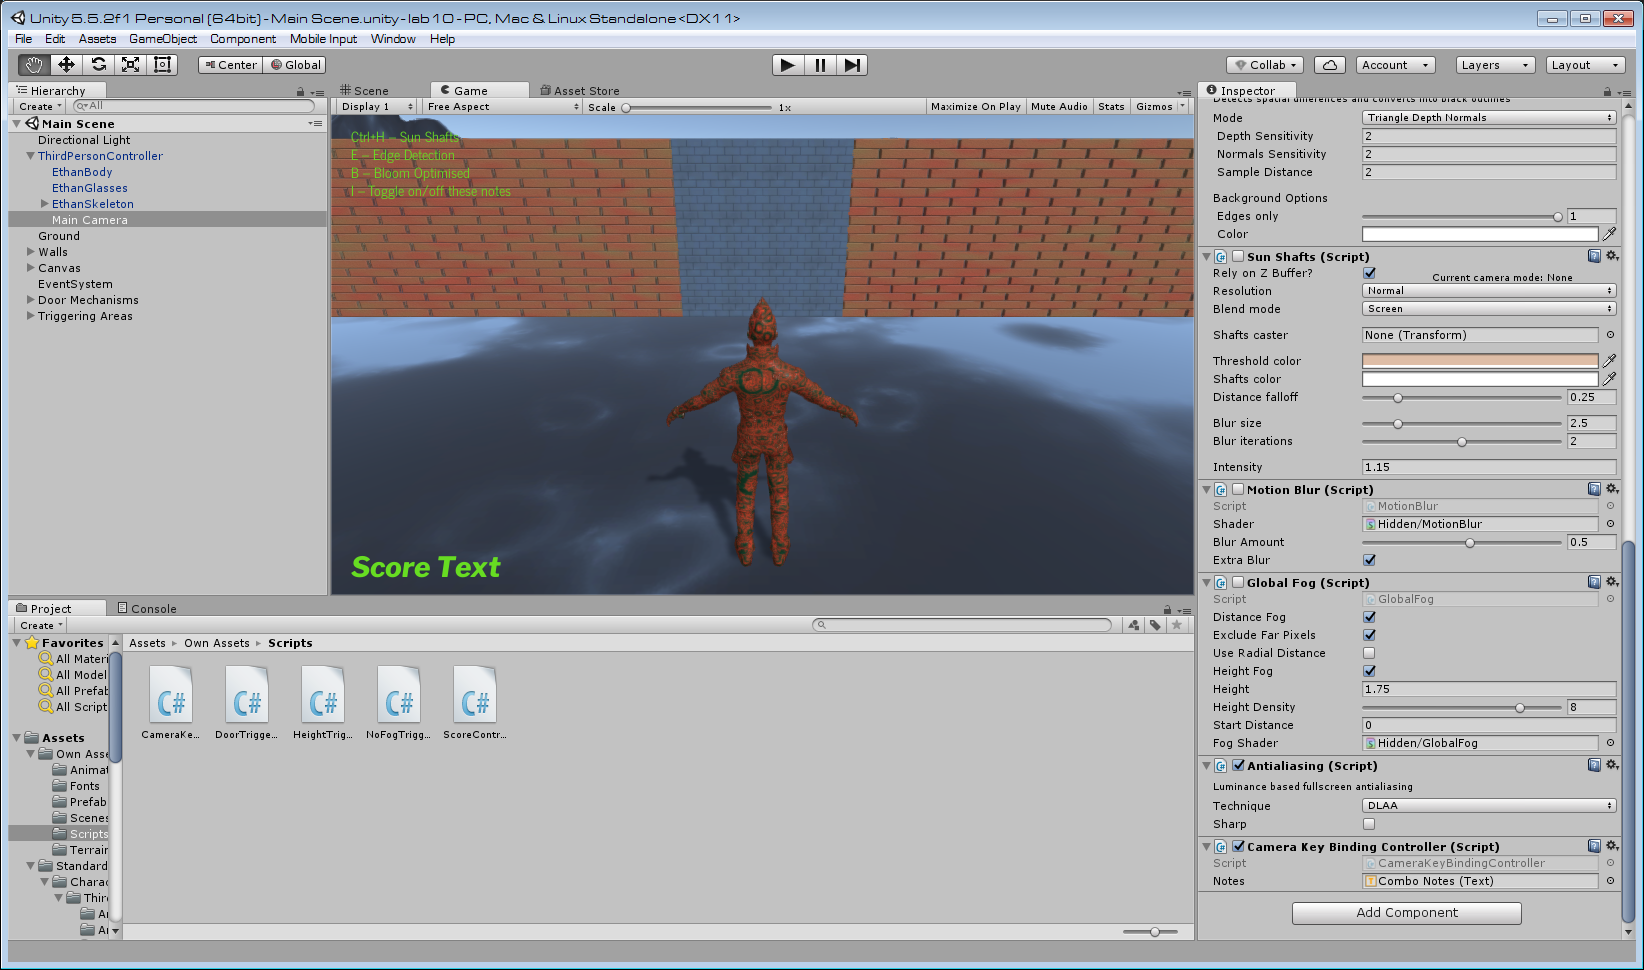 Unity 5.5.2f1 Personal (64bit) - Main Scene.unity - lab10 - PC, Mac & Linux Standalone <DX11>
File Edit Assets GameObject Component Mobile Input Window Help
Center Global
Collab Account Layers Layout
Hierarchy
Create All
Main Scene
Directional Light
ThirdPersonController
EthanBody
EthanGlasses
EthanSkeleton
Main Camera
Ground
Walls
Canvas
EventSystem
Door Mechanisms
Triggering Areas
Scene Game Asset Store
Display 1 Free Aspect Scale 1x Maximize On Play Mute Audio Stats Gizmos
Ctrl+H – Sun Shafts
E – Edge Detection
B – Bloom Optimised
I – Toggle on/off these notes
Score Text
Project Console
Create
Favorites
All Materi
All Model
All Prefab
All Script
Assets
Own Asse
Animat
Fonts
Prefab
Scenes
Scripts
Terrain
Standard
Charac
Thir
Ar
Ar
Assets Own Assets Scripts
C# C# C# C# C#
CameraKe... DoorTrigge... HeightTrig... NoFogTrigg... ScoreContr...
Inspector
Detects spatial differences and converts into black outlines
Mode Triangle Depth Normals
Depth Sensitivity 2
Normals Sensitivity 2
Sample Distance 2
Background Options
Edges only 1
Color
Sun Shafts (Script)
Rely on Z Buffer? Current camera mode: None
Resolution Normal
Blend mode Screen
Shafts caster None (Transform)
Threshold color
Shafts color
Distance falloff 0.25
Blur size 2.5
Blur iterations 2
Intensity 1.15
Motion Blur (Script)
Script MotionBlur
Shader Hidden/MotionBlur
Blur Amount 0.5
Extra Blur
Global Fog (Script)
Script GlobalFog
Distance Fog
Exclude Far Pixels
Use Radial Distance
Height Fog
Height 1.75
Height Density 8
Start Distance 0
Fog Shader Hidden/GlobalFog
Antialiasing (Script)
Luminance based fullscreen antialiasing
Technique DLAA
Sharp
Camera Key Binding Controller (Script)
Script CameraKeyBindingController
Notes Combo Notes (Text)
Add Component